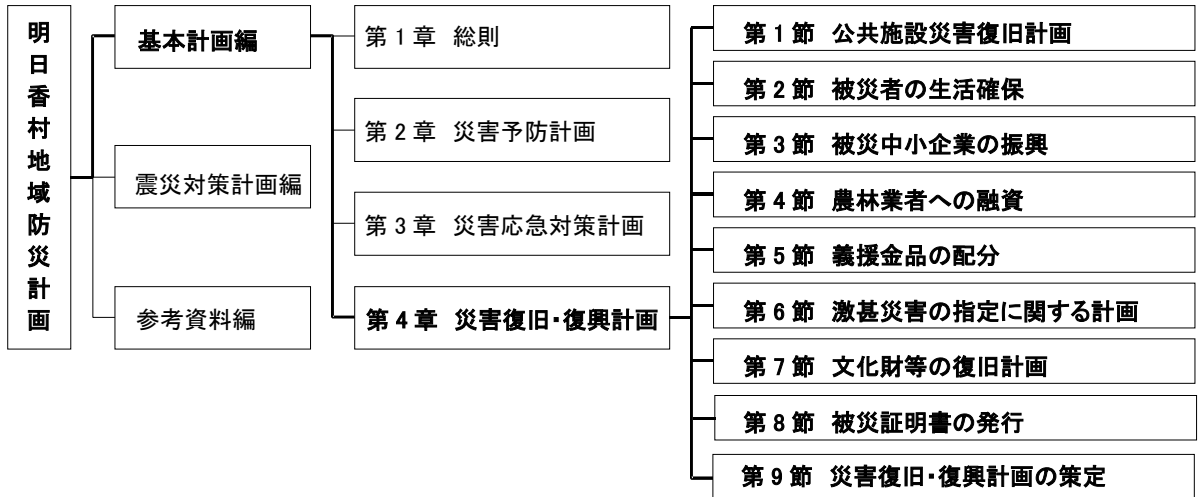 明日香村地域防災計画
基本計画編
震災対策計画編
参考資料編
第1章 総則
第2章 災害予防計画
第3章 災害応急対策計画
第4章 災害復旧・復興計画
第1節 公共施設災害復旧計画
第2節 被災者の生活確保
第3節 被災中小企業の振興
第4節 農林業者への融資
第5節 義援金品の配分
第6節 激甚災害の指定に関する計画
第7節 文化財等の復旧計画
第8節 被災証明書の発行
第9節 災害復旧・復興計画の策定